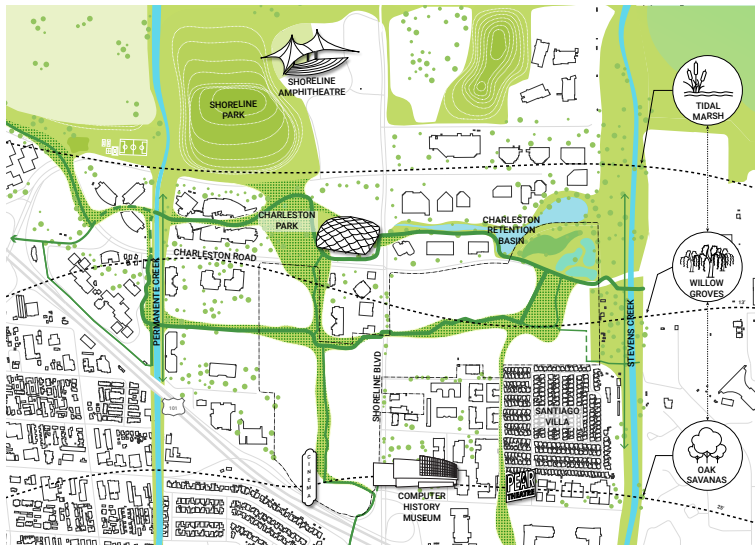 SHORELINE
AMPHITHEATRE
SHORELINE
PARK
TIDAL
MARSH
CHARLESTON
PARK
CHARLESTON
RETENTION
BASIN
CHARLESTON ROAD
PERMANENTE CREEK
WILLOW
GROVES
STEVENS CREEK
SHORELINE BLVD
101
SANTIAGO
VILLA
OAK
SAVANAS
CINEMA
PEAR
THEATRE
COMPUTER
HISTORY
MUSEUM